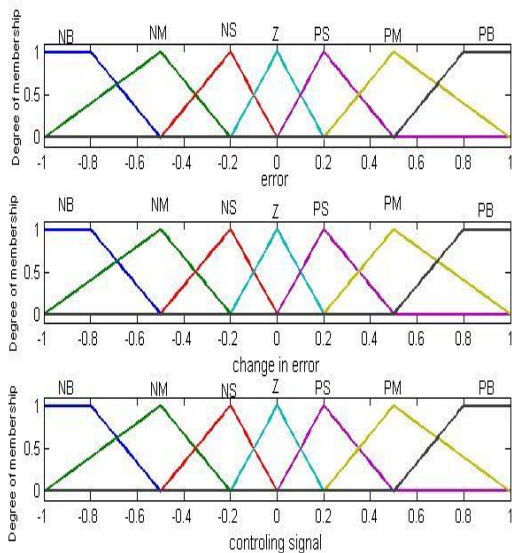 NB NM NS Z PS PM PB
Degree of membership
1
0.5
0
-1 -0.8 -0.6 -0.4 -0.2 0 0.2 0.4 0.6 0.8 1
error
NB NM NS Z PS PM PB
Degree of membership
1
0.5
0
-1 -0.8 -0.6 -0.4 -0.2 0 0.2 0.4 0.6 0.8 1
change in error
NB NM NS Z PS PM PB
Degree of membership
1
0.5
0
-1 -0.8 -0.6 -0.4 -0.2 0 0.2 0.4 0.6 0.8 1
controling signal